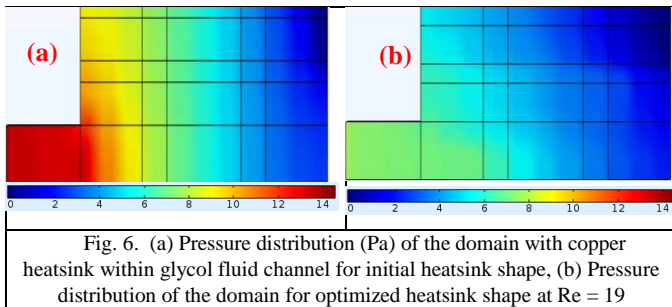 (a)
(b)
0 2 4 6 8 10 12 14
0 2 4 6 8 10 12 14
Fig. 6. (a) Pressure distribution (Pa) of the domain with copper
heatsink within glycol fluid channel for initial heatsink shape, (b) Pressure
distribution of the domain for optimized heatsink shape at Re = 19